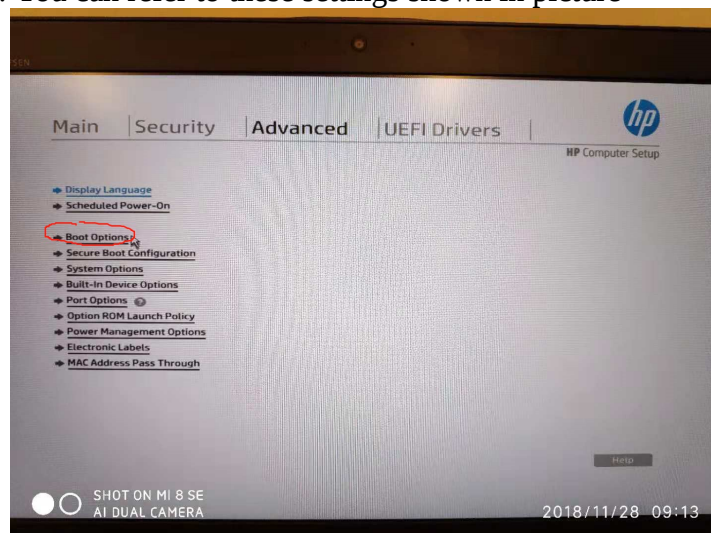 . You can refer to these settings shown in picture
Main Security Advanced UEFI Drivers
hp
HP Computer Setup
Display Language
Scheduled Power-On
Boot Options
Secure Boot Configuration
System Options
Built-In Device Options
Port Options ?
Option ROM Launch Policy
Power Management Options
Electronic Labels
MAC Address Pass Through
Help
SHOT ON MI 8 SE
AI DUAL CAMERA
2018/11/28 09:13